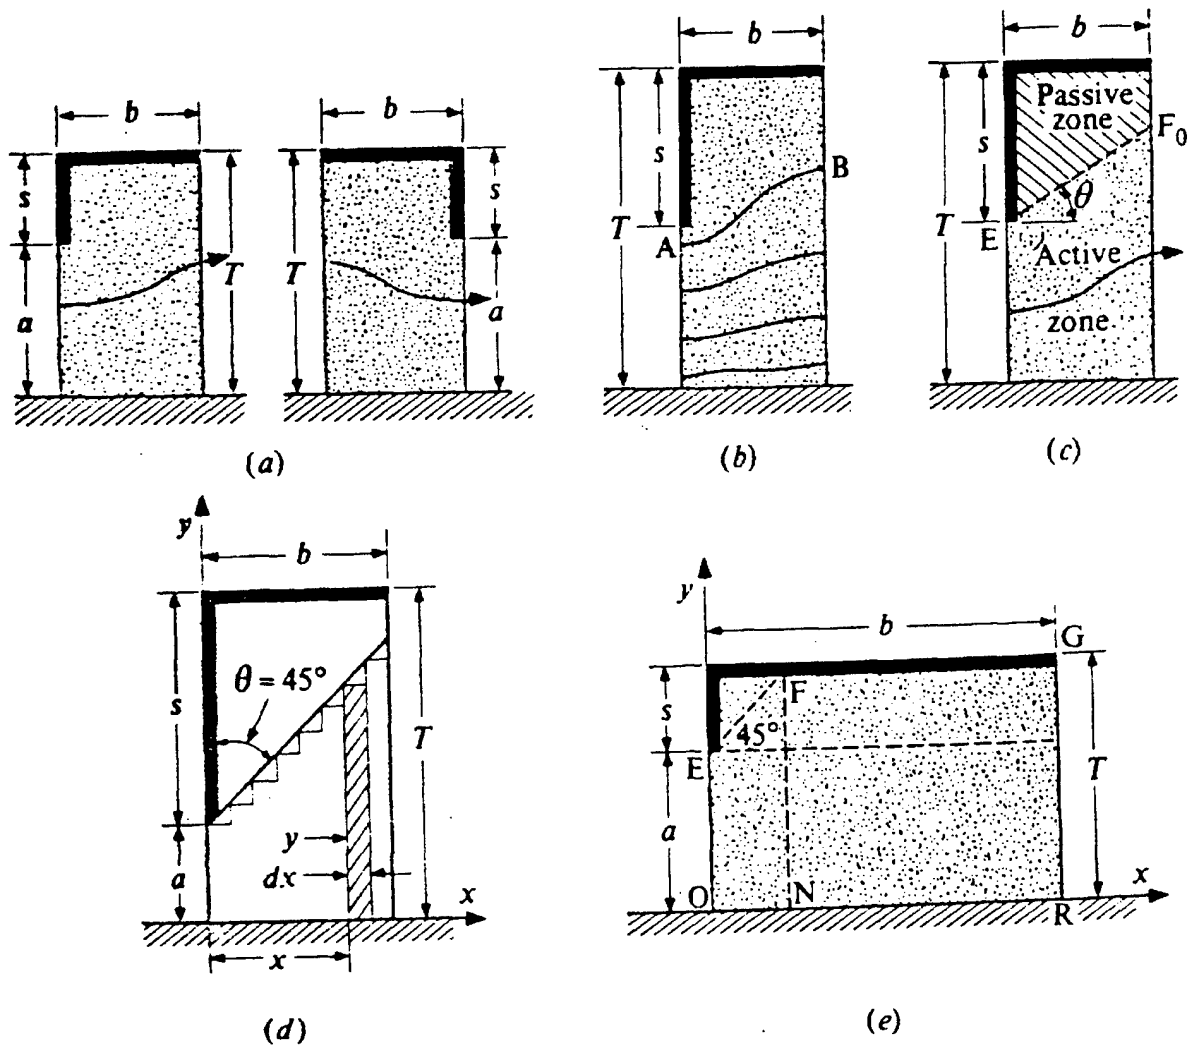 b
s
a
T
b
T
s
a
(a)
b
T
s
A
B
(b)
b
T
s
Passive
zone
F₀
θ
E
Active
zone
(c)
y
b
s
θ = 45°
T
a
y
dx
x
x
(d)
y
b
G
s
F
45°
E
T
a
O
N
x
R
(e)